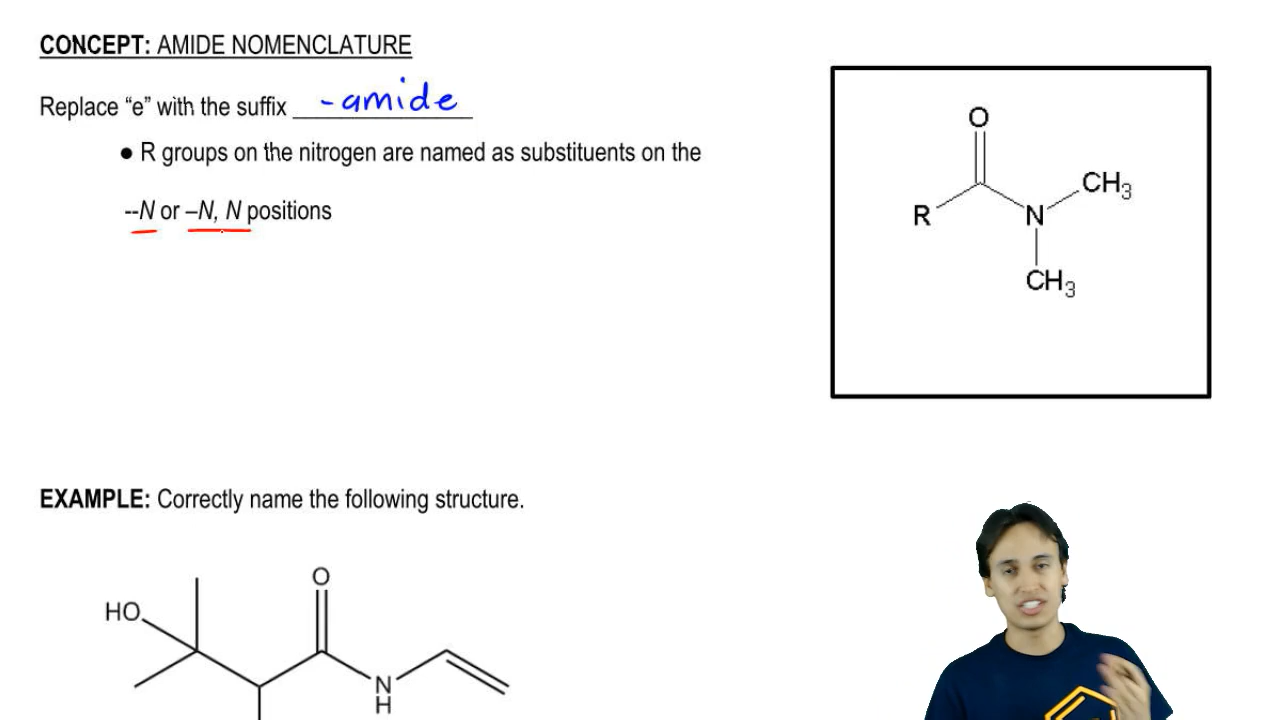 CONCEPT: AMIDE NOMENCLATURE
Replace “e” with the suffix -amide
● R groups on the nitrogen are named as substituents on the
--N or –N, N positions
O
R
N
CH3
CH3
EXAMPLE: Correctly name the following structure.
O
HO
N
H